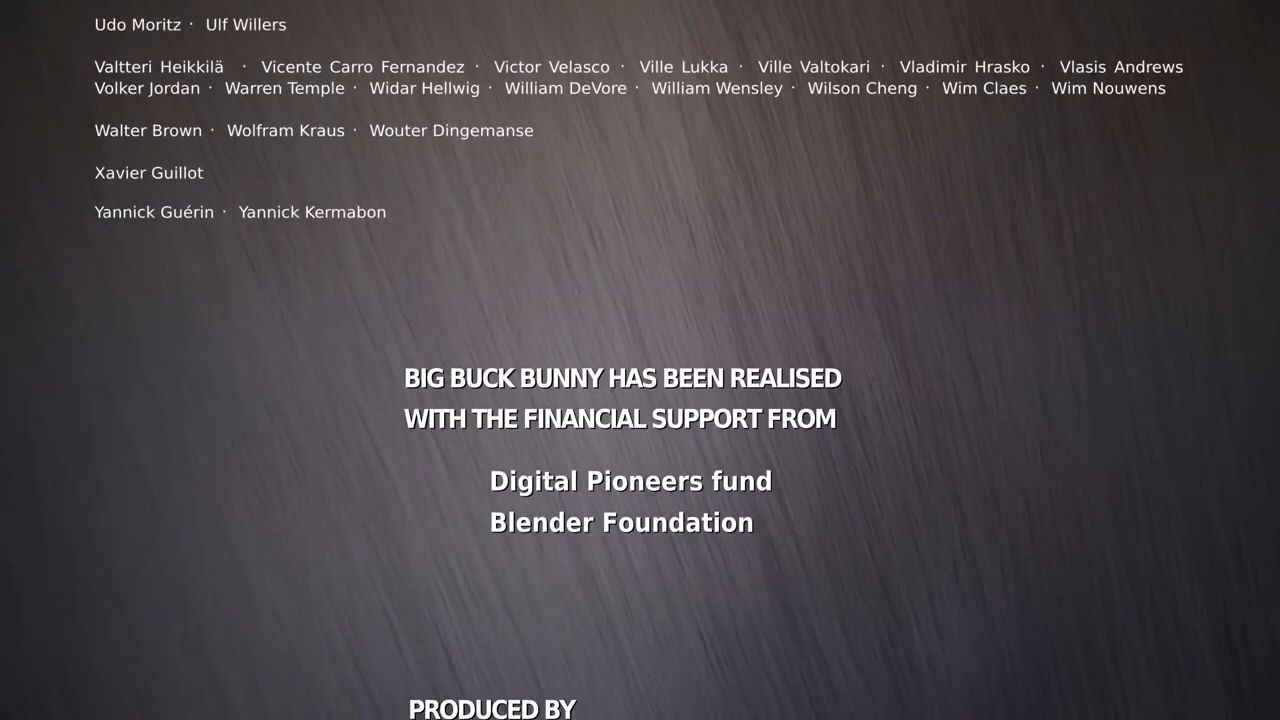 Udo Moritz · Ulf Willers
Valtteri Heikkilä · Vicente Carro Fernandez · Victor Velasco · Ville Lukka · Ville Valtokari · Vladimir Hrasko · Vlasis Andrews
Volker Jordan · Warren Temple · Widar Hellwig · William DeVore · William Wensley · Wilson Cheng · Wim Claes · Wim Nouwens
Walter Brown · Wolfram Kraus · Wouter Dingemanse
Xavier Guillot
Yannick Guérin · Yannick Kermabon
BIG BUCK BUNNY HAS BEEN REALISED
WITH THE FINANCIAL SUPPORT FROM
Digital Pioneers fund
Blender Foundation
PRODUCED BY